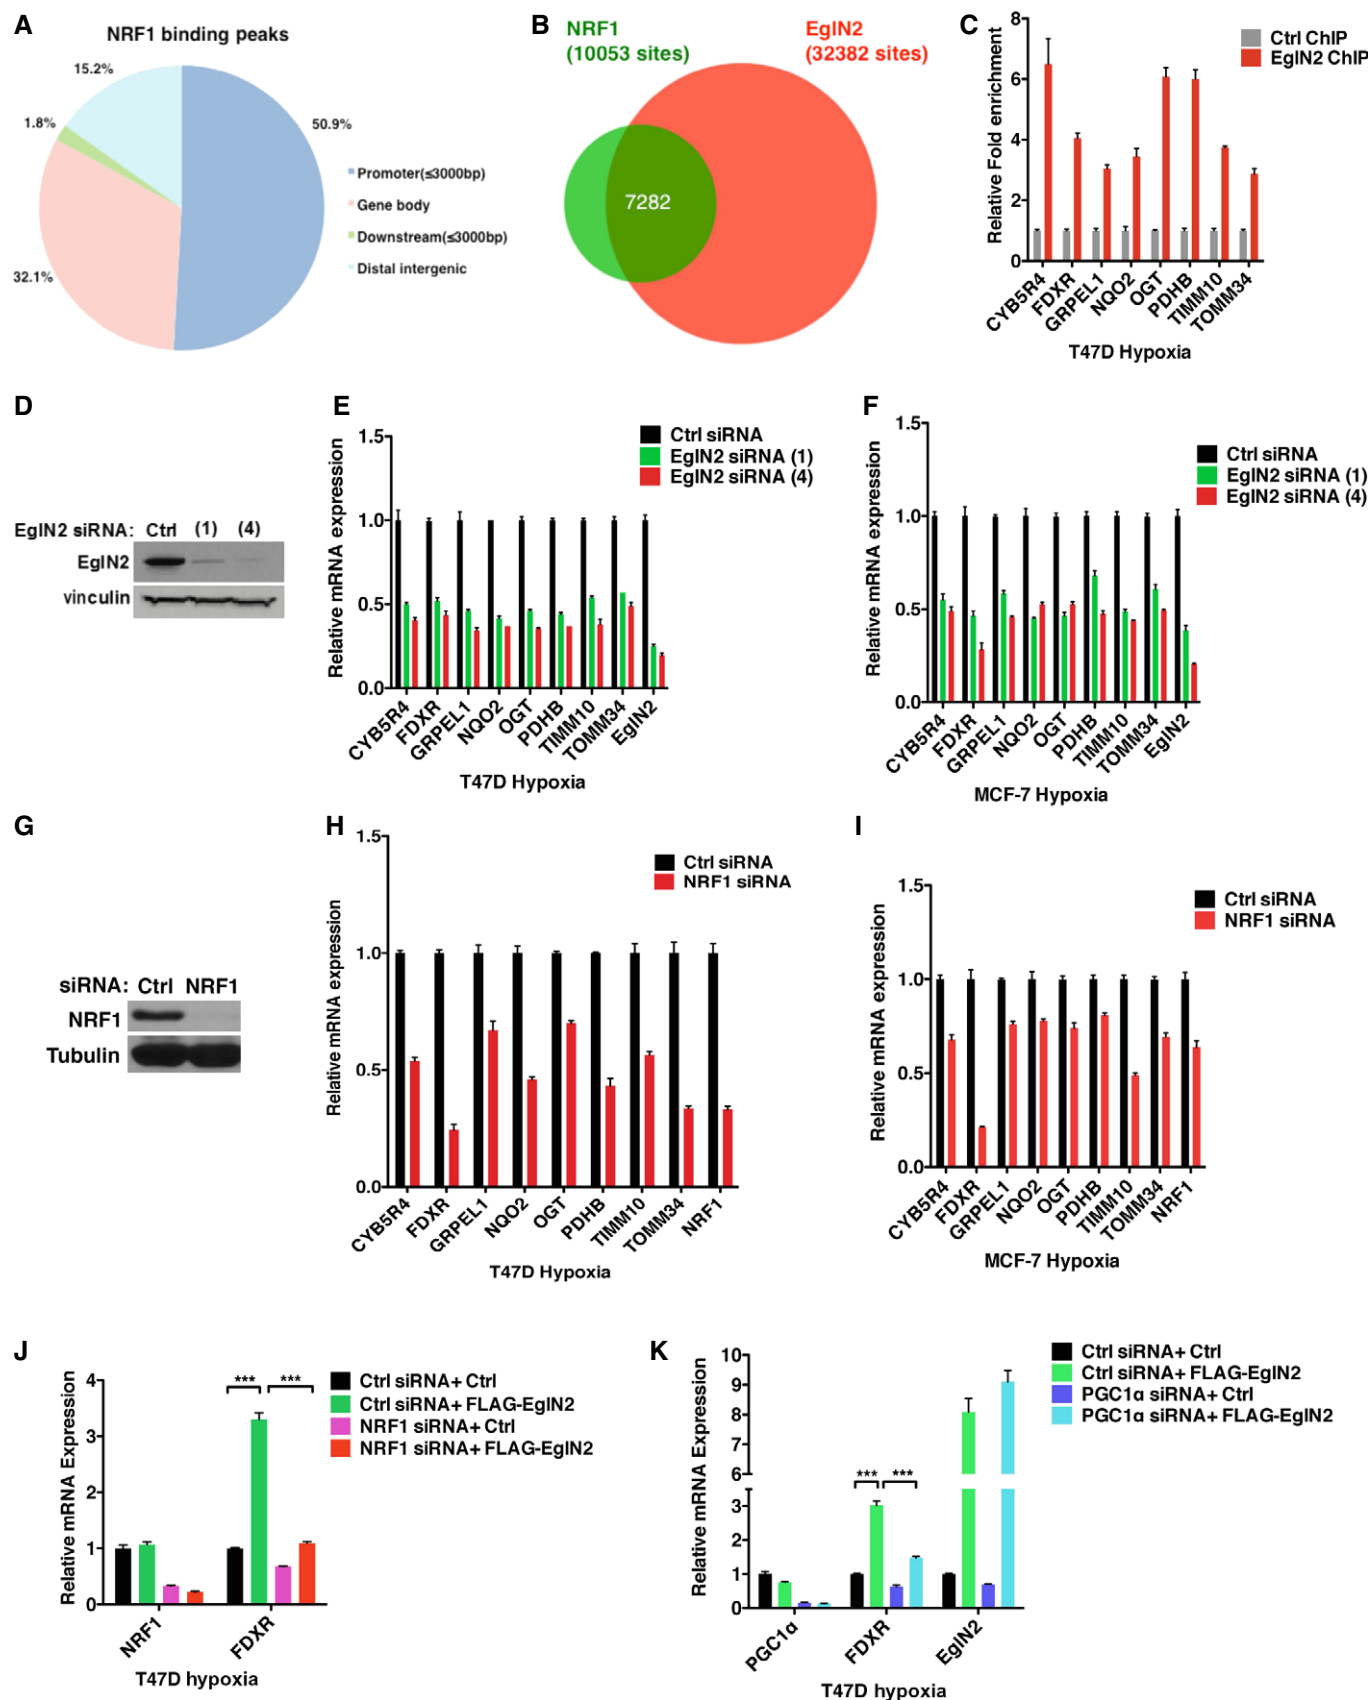 A
NRF1 binding peaks
15.2%
1.8%
50.9%
32.1%
Promoter(≤3000bp)
Gene body
Downstream(≤3000bp)
Distal intergenic
B
NRF1
(10053 sites)
EglN2
(32382 sites)
7282
C
Ctrl ChIP
EglN2 ChIP
Relative Fold enrichment
8
6
4
2
0
CYB5R4
FDXR
GRPEL1
NQO2
OGT
PDHB
TIMM10
TOMM34
T47D Hypoxia
D
EglN2 siRNA: Ctrl (1) (4)
EglN2
vinculin
E
Ctrl siRNA
EglN2 siRNA (1)
EglN2 siRNA (4)
Relative mRNA expression
1.5
1.0
0.5
0.0
CYB5R4
FDXR
GRPEL1
NQO2
OGT
PDHB
TIMM10
TOMM34
EglN2
T47D Hypoxia
F
Ctrl siRNA
EglN2 siRNA (1)
EglN2 siRNA (4)
Relative mRNA expression
1.5
1.0
0.5
0.0
CYB5R4
FDXR
GRPEL1
NQO2
OGT
PDHB
TIMM10
TOMM34
EglN2
MCF-7 Hypoxia
G
siRNA: Ctrl NRF1
NRF1
Tubulin
H
Ctrl siRNA
NRF1 siRNA
Relative mRNA expression
1.5
1.0
0.5
0.0
CYB5R4
FDXR
GRPEL1
NQO2
OGT
PDHB
TIMM10
TOMM34
NRF1
T47D Hypoxia
I
Ctrl siRNA
NRF1 siRNA
Relative mRNA expression
1.5
1.0
0.5
0.0
CYB5R4
FDXR
GRPEL1
NQO2
OGT
PDHB
TIMM10
TOMM34
NRF1
MCF-7 Hypoxia
J
Ctrl siRNA+ Ctrl
Ctrl siRNA+ FLAG-EglN2
NRF1 siRNA+ Ctrl
NRF1 siRNA+ FLAG-EglN2
Relative mRNA Expression
4
3
2
1
0
*** ***
NRF1
FDXR
T47D hypoxia
K
Ctrl siRNA+ Ctrl
Ctrl siRNA+ FLAG-EglN2
PGC1α siRNA+ Ctrl
PGC1α siRNA+ FLAG-EglN2
Relative mRNA Expression
10
9
8
7
6
3
2
1
0
*** ***
PGC1α
FDXR
EglN2
T47D hypoxia